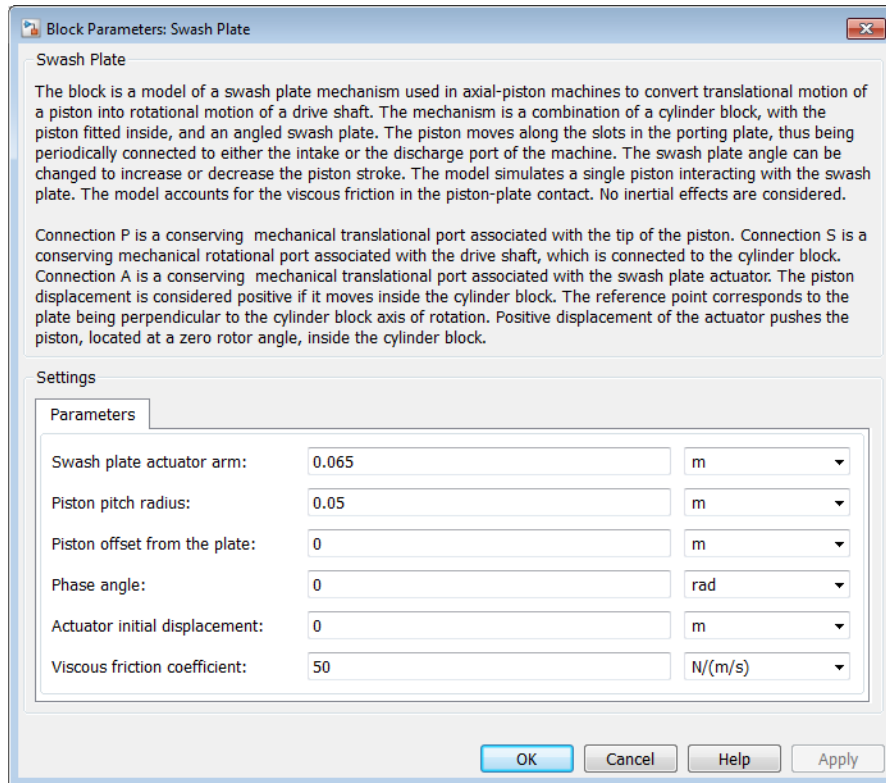 Block Parameters: Swash Plate
Swash Plate
The block is a model of a swash plate mechanism used in axial-piston machines to convert translational motion of
a piston into rotational motion of a drive shaft. The mechanism is a combination of a cylinder block, with the
piston fitted inside, and an angled swash plate. The piston moves along the slots in the porting plate, thus being
periodically connected to either the intake or the discharge port of the machine. The swash plate angle can be
changed to increase or decrease the piston stroke. The model simulates a single piston interacting with the swash
plate. The model accounts for the viscous friction in the piston-plate contact. No inertial effects are considered.
Connection P is a conserving  mechanical translational port associated with the tip of the piston. Connection S is a
conserving mechanical rotational port associated with the drive shaft, which is connected to the cylinder block.
Connection A is a conserving  mechanical translational port associated with the swash plate actuator. The piston
displacement is considered positive if it moves inside the cylinder block. The reference point corresponds to the
plate being perpendicular to the cylinder block axis of rotation. Positive displacement of the actuator pushes the
piston, located at a zero rotor angle, inside the cylinder block.
Settings
Parameters
Swash plate actuator arm: 0.065 m
Piston pitch radius: 0.05 m
Piston offset from the plate: 0 m
Phase angle: 0 rad
Actuator initial displacement: 0 m
Viscous friction coefficient: 50 N/(m/s)
OK Cancel Help Apply